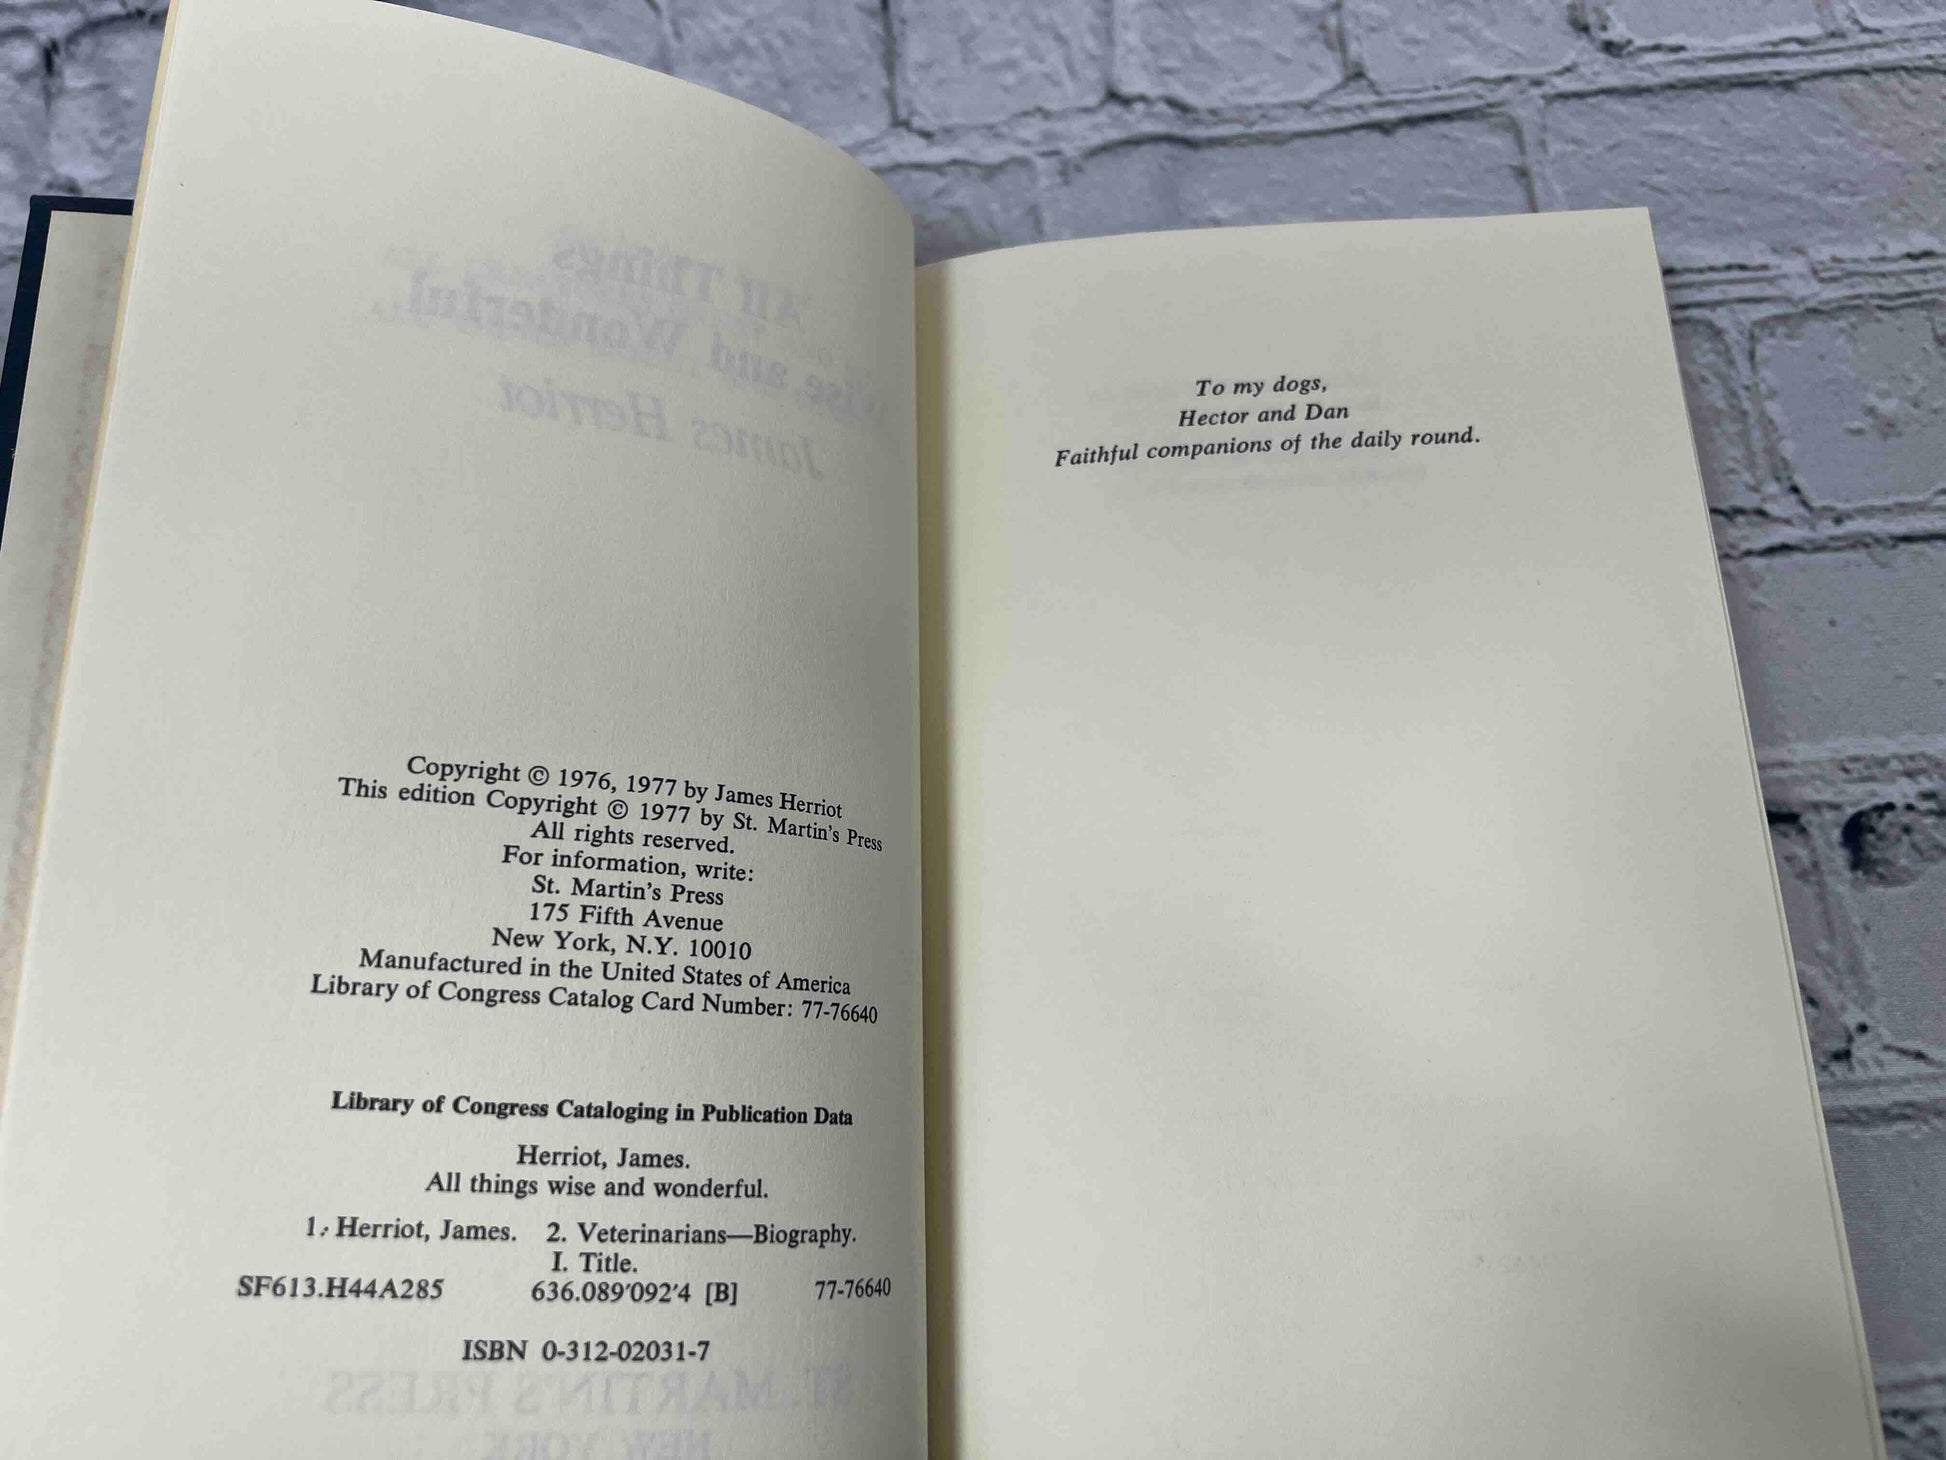 Copyright © 1976, 1977 by James Herriot
This edition Copyright © 1977 by St. Martin's Press
All rights reserved.
For information, write:
St. Martin's Press
175 Fifth Avenue
New York, N.Y. 10010
Manufactured in the United States of America
Library of Congress Catalog Card Number: 77-76640
Library of Congress Cataloging in Publication Data
Herriot, James.
All things wise and wonderful.
1. Herriot, James. 2. Veterinarians—Biography.
I. Title.
SF613.H44A285 636.089′092′4 [B] 77-76640
ISBN 0-312-02031-7
To my dogs,
Hector and Dan
Faithful companions of the daily round.